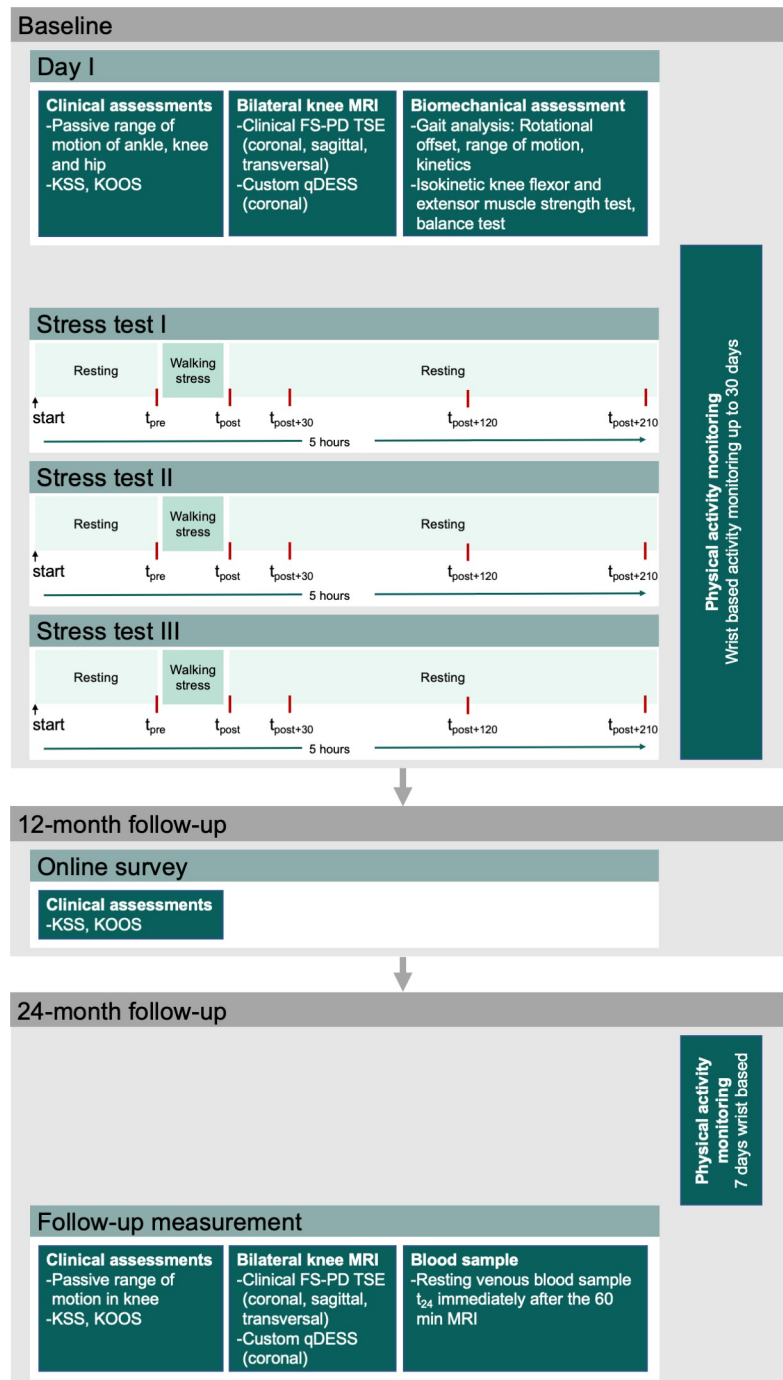 Baseline
Day I
Clinical assessments
-Passive range of
motion of ankle, knee
and hip
-KSS, KOOS
Bilateral knee MRI
-Clinical FS-PD TSE
(coronal, sagittal,
transversal)
-Custom qDESS
(coronal)
Biomechanical assessment
-Gait analysis: Rotational
offset, range of motion,
kinetics
-Isokinetic knee flexor and
extensor muscle strength test,
balance test
Physical activity monitoring
Wrist based activity monitoring up to 30 days
Stress test I
Resting
Walking
stress
Resting
start
tpre
tpost
tpost+30
tpost+120
tpost+210
5 hours
Stress test II
Resting
Walking
stress
Resting
start
tpre
tpost
tpost+30
tpost+120
tpost+210
5 hours
Stress test III
Resting
Walking
stress
Resting
start
tpre
tpost
tpost+30
tpost+120
tpost+210
5 hours
12-month follow-up
Online survey
Clinical assessments
-KSS, KOOS
24-month follow-up
Physical activity
monitoring
7 days wrist based
Follow-up measurement
Clinical assessments
-Passive range of
motion in knee
-KSS, KOOS
Bilateral knee MRI
-Clinical FS-PD TSE
(coronal, sagittal,
transversal)
-Custom qDESS
(coronal)
Blood sample
-Resting venous blood sample
t24 immediately after the 60
min MRI